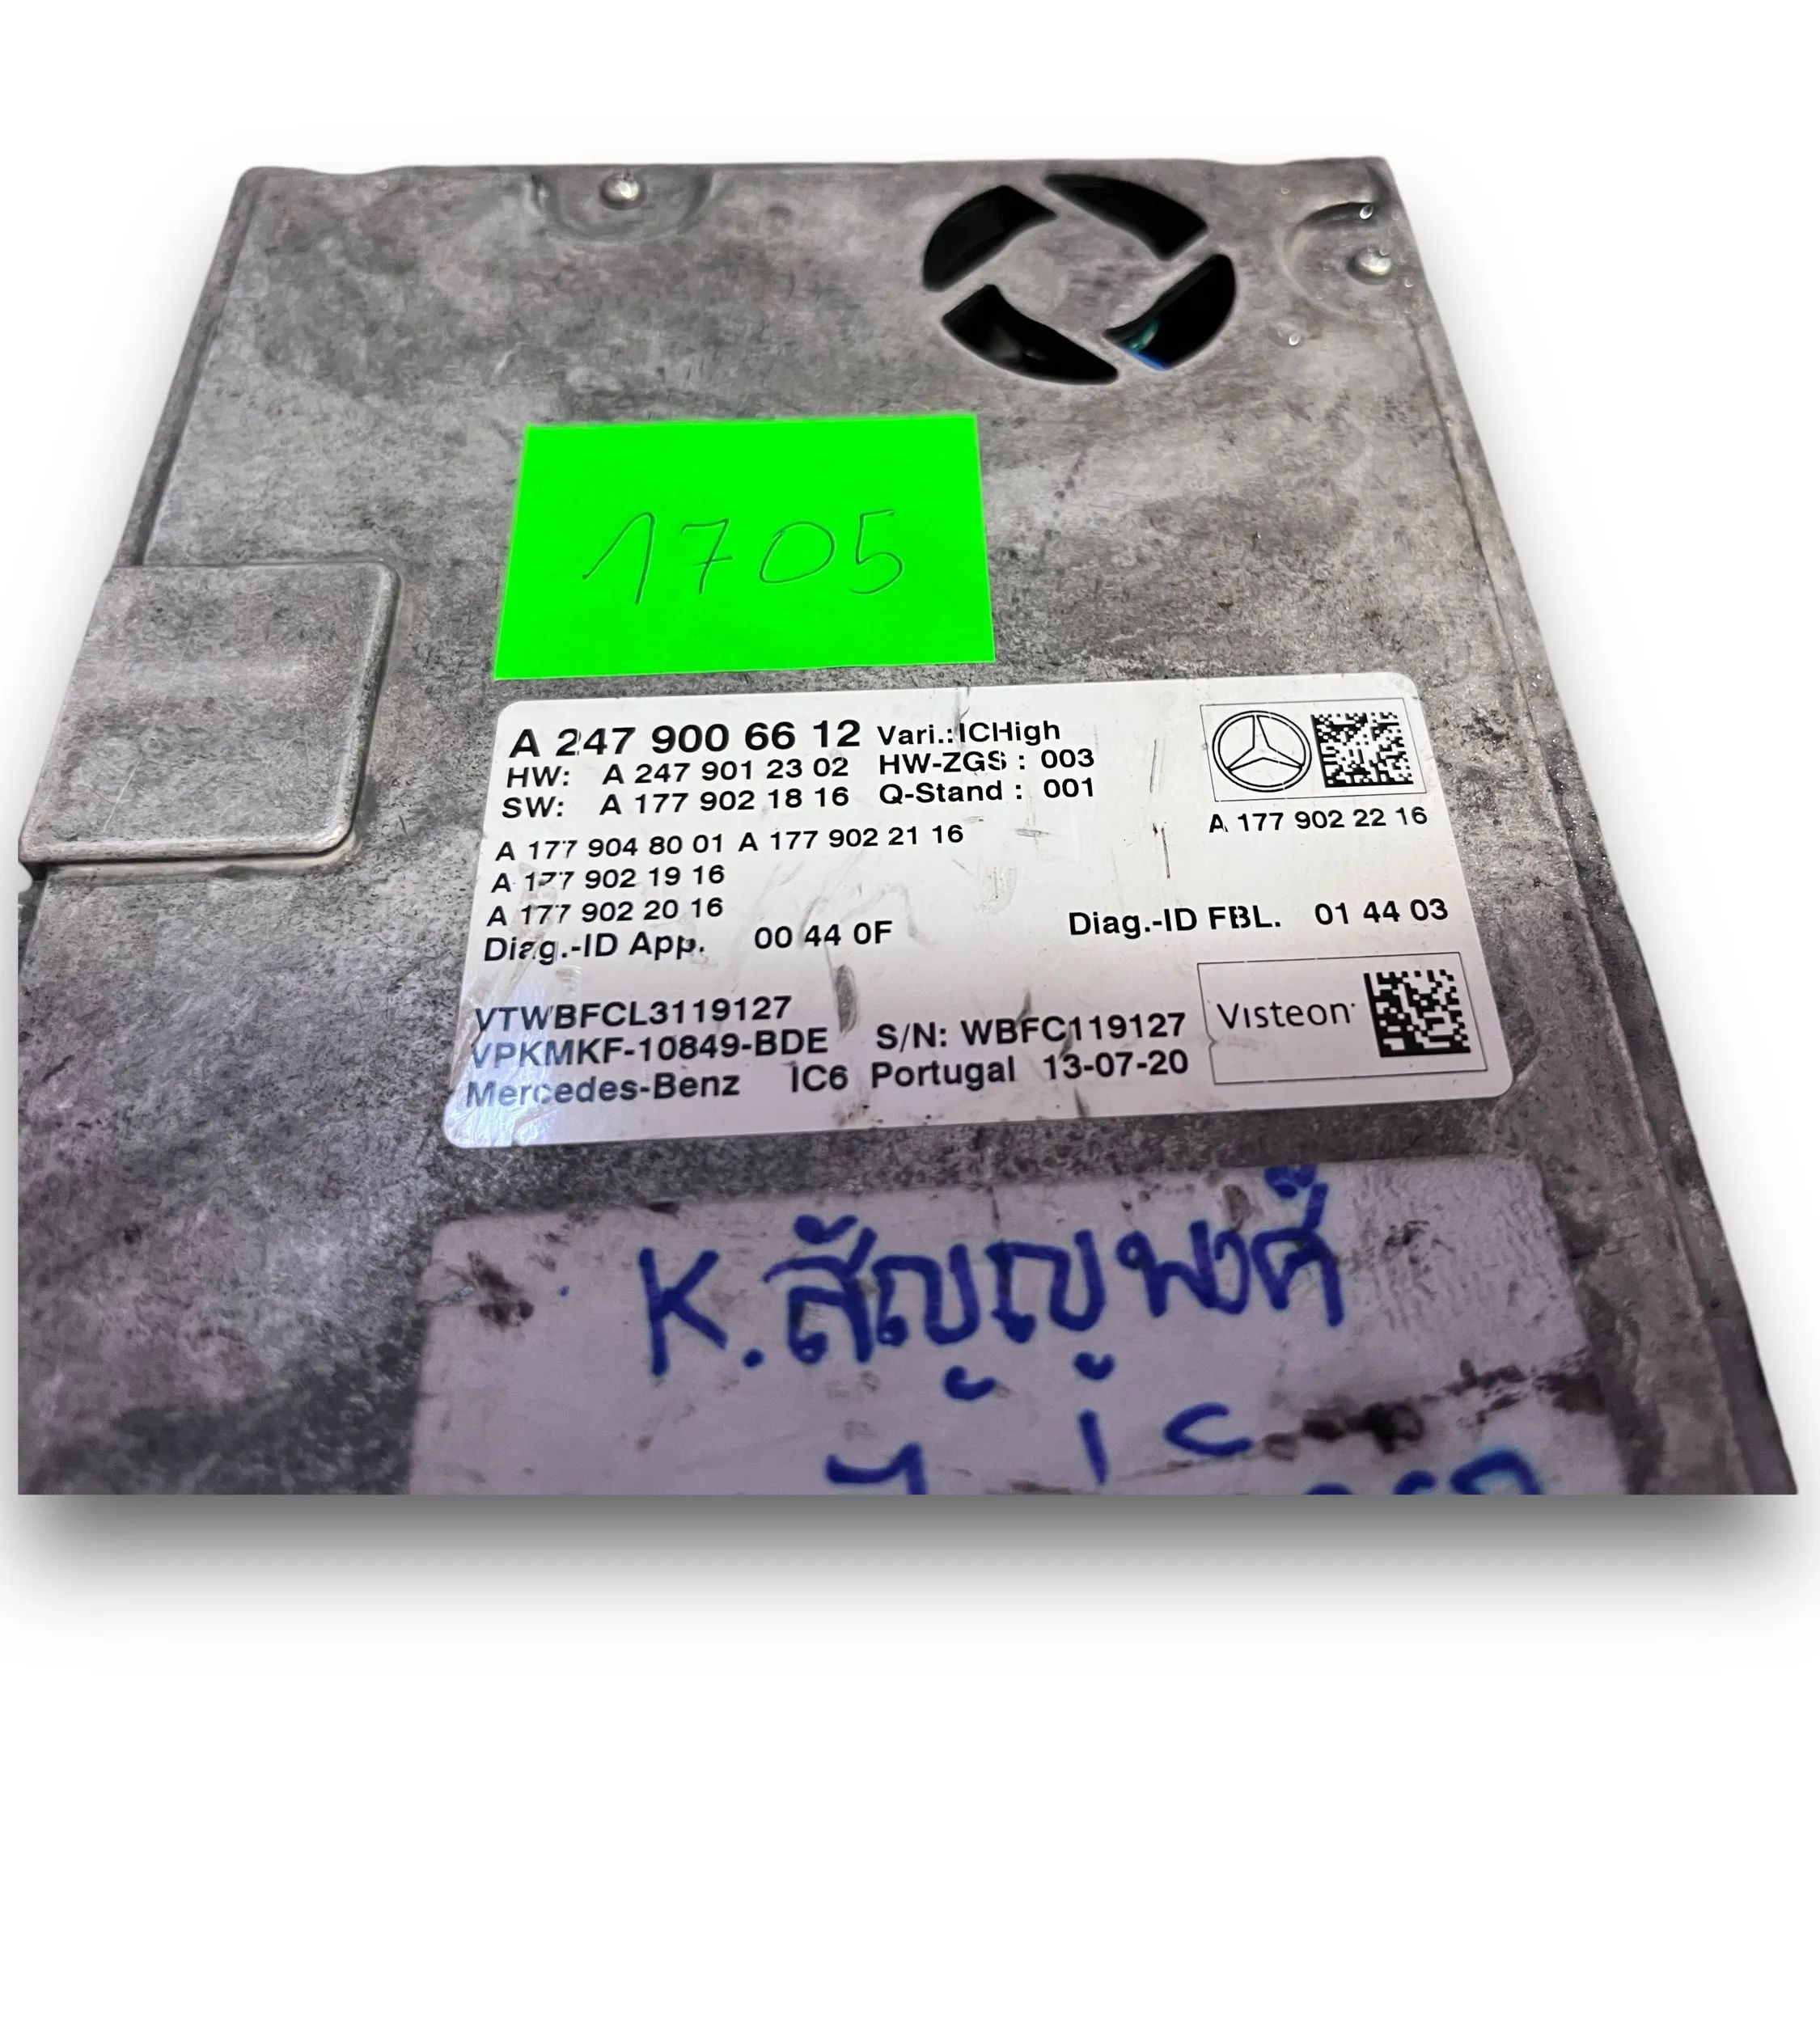 1705
A 247 900 66 12 Vari.: ICHigh
HW: A 247 901 23 02 HW-ZGS : 003
SW: A 177 902 18 16 Q-Stand : 001
A 177 902 22 16
A 177 904 80 01 A 177 902 21 16
A 177 902 19 16
A 177 902 20 16
Diag.-ID App. 00 44 0F Diag.-ID FBL. 01 44 03
VTWBFCL3119127
VPKMKF-10849-BDE S/N: WBFC119127
Mercedes-Benz IC6 Portugal 13-07-20
Visteon
K.สัญญพงศ์